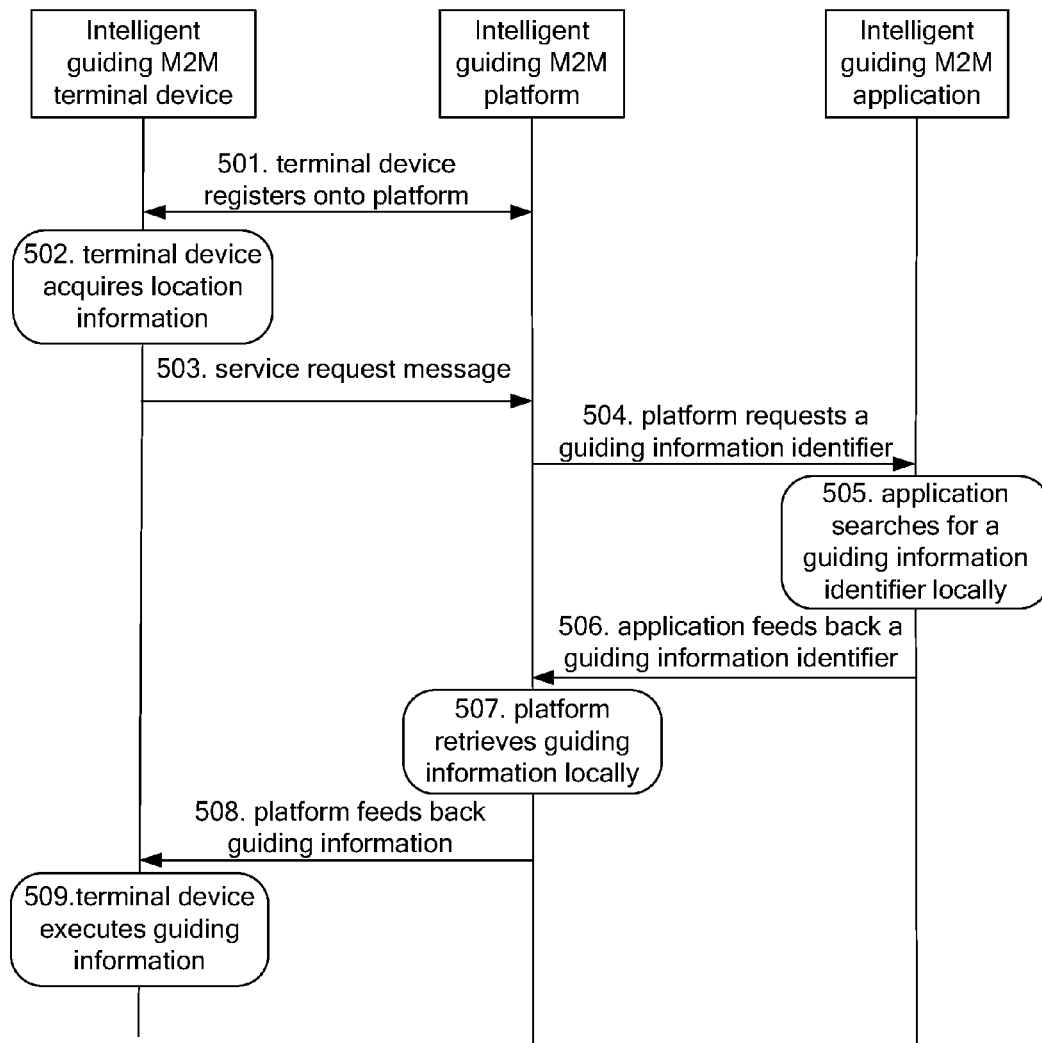 Intelligent
guiding M2M
terminal device
Intelligent
guiding M2M
platform
Intelligent
guiding M2M
application
501. terminal device
registers onto platform
502. terminal device
acquires location
information
503. service request message
504. platform requests a
guiding information identifier
505. application
searches for a
guiding information
identifier locally
506. application feeds back a
guiding information identifier
507. platform
retrieves guiding
information locally
508. platform feeds back
guiding information
509.terminal device
executes guiding
information